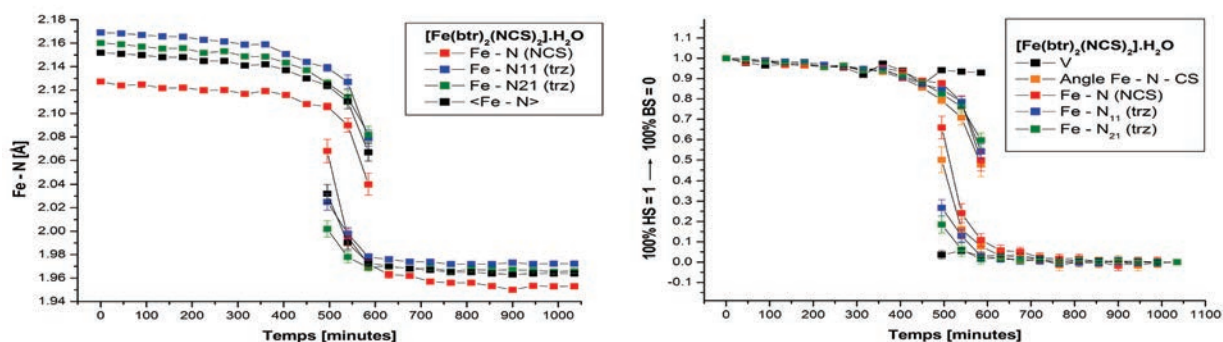 2.18
2.16
2.14
2.12
2.10
2.08
2.06
2.04
2.02
2.00
1.98
1.96
1.94
Fe - N [Å]
[Fe(btr)2(NCS)2].H2O
Fe - N (NCS)
Fe - N11 (trz)
Fe - N21 (trz)
<Fe - N>
0 100 200 300 400 500 600 700 800 900 1000
Temps [minutes]
1.1
1.0
0.9
0.8
0.7
0.6
0.5
0.4
0.3
0.2
0.1
0.0
-0.1
100% HS = 1 → 100% BS = 0
[Fe(btr)2(NCS)2].H2O
V
Angle Fe - N - CS
Fe - N (NCS)
Fe - N11 (trz)
Fe - N21 (trz)
0 100 200 300 400 500 600 700 800 900 1000 1100
Temps [minutes]